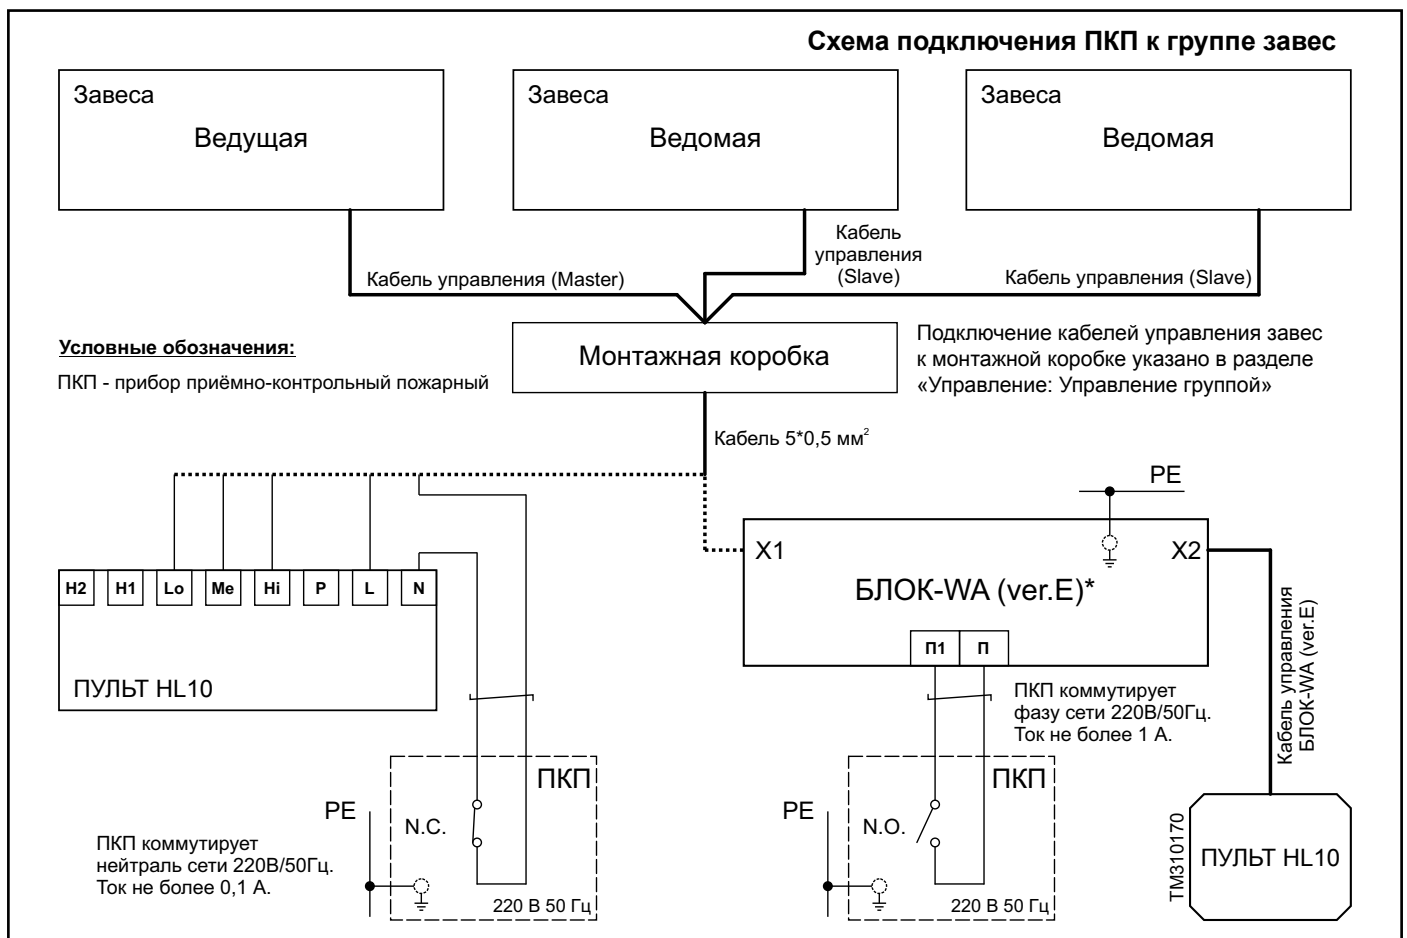 Схема подключения ПКП к группе завес
Завеса
Ведущая
Завеса
Ведомая
Завеса
Ведомая
Кабель управления (Master)
Кабель
управления
(Slave)
Кабель управления (Slave)
Условные обозначения:
ПКП - прибор приёмно-контрольный пожарный
Монтажная коробка
Подключение кабелей управления завес
к монтажной коробке указано в разделе
«Управление: Управление группой»
Кабель 5*0,5 мм²
H2 H1 Lo Me Hi P L N
ПУЛЬТ HL10
PE
X1
X2
БЛОК-WA (ver.E)*
П1 П
ПКП коммутирует
фазу сети 220В/50Гц.
Ток не более 1 А.
Кабель управления
БЛОК-WA (ver.E)
ПКП
PE
N.C.
220 В 50 Гц
ПКП коммутирует
нейтраль сети 220В/50Гц.
Ток не более 0,1 А.
ПКП
PE
N.O.
220 В 50 Гц
TM310170
ПУЛЬТ HL10